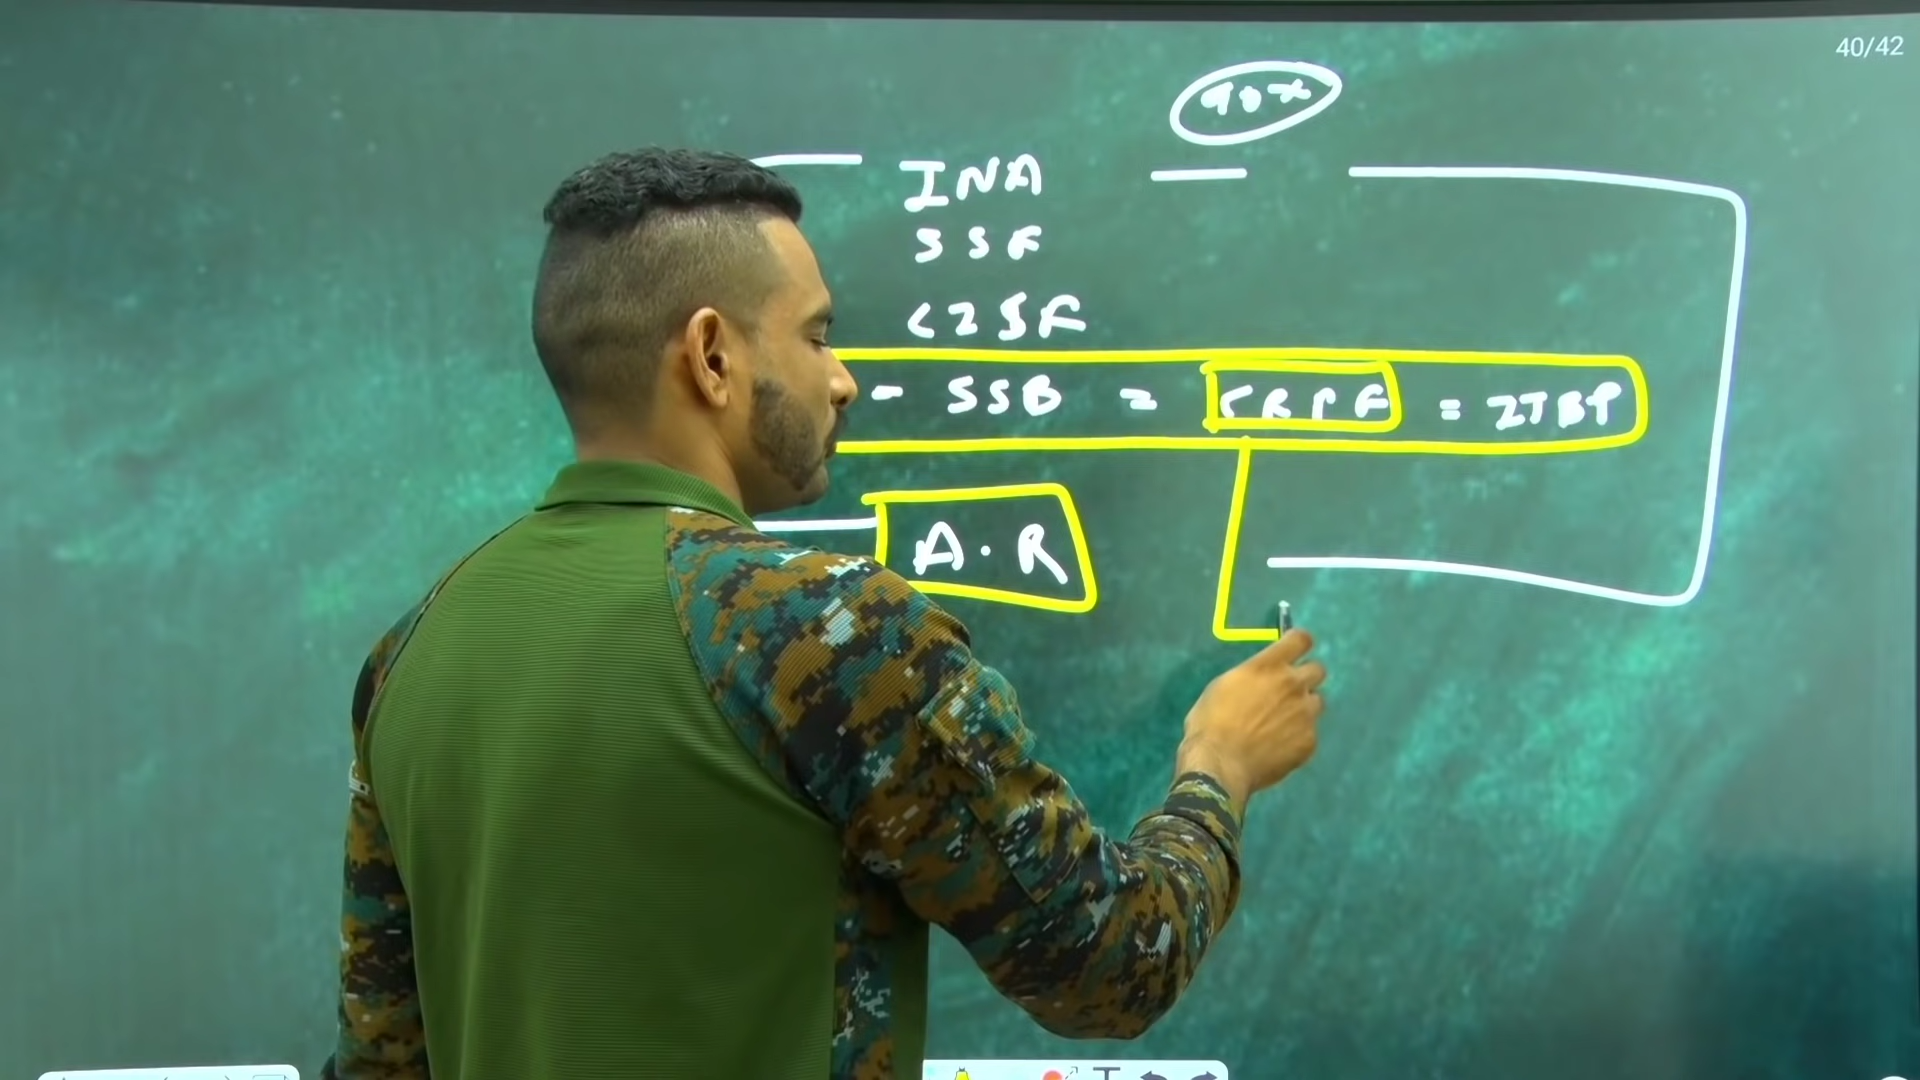 40/42
INA
SSF
CISF
- SSB = CRPF = ITBP
A.R
T